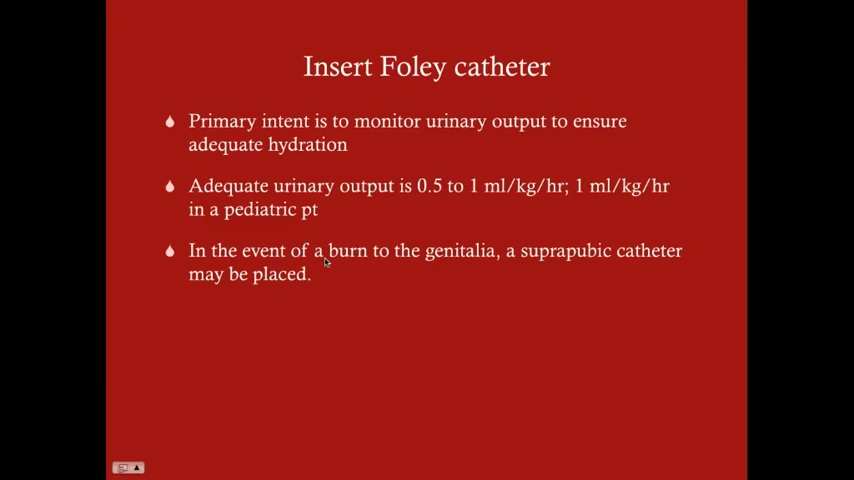 Insert Foley catheter
Primary intent is to monitor urinary output to ensure
adequate hydration
Adequate urinary output is 0.5 to 1 ml/kg/hr; 1 ml/kg/hr
in a pediatric pt
In the event of a burn to the genitalia, a suprapubic catheter
may be placed.